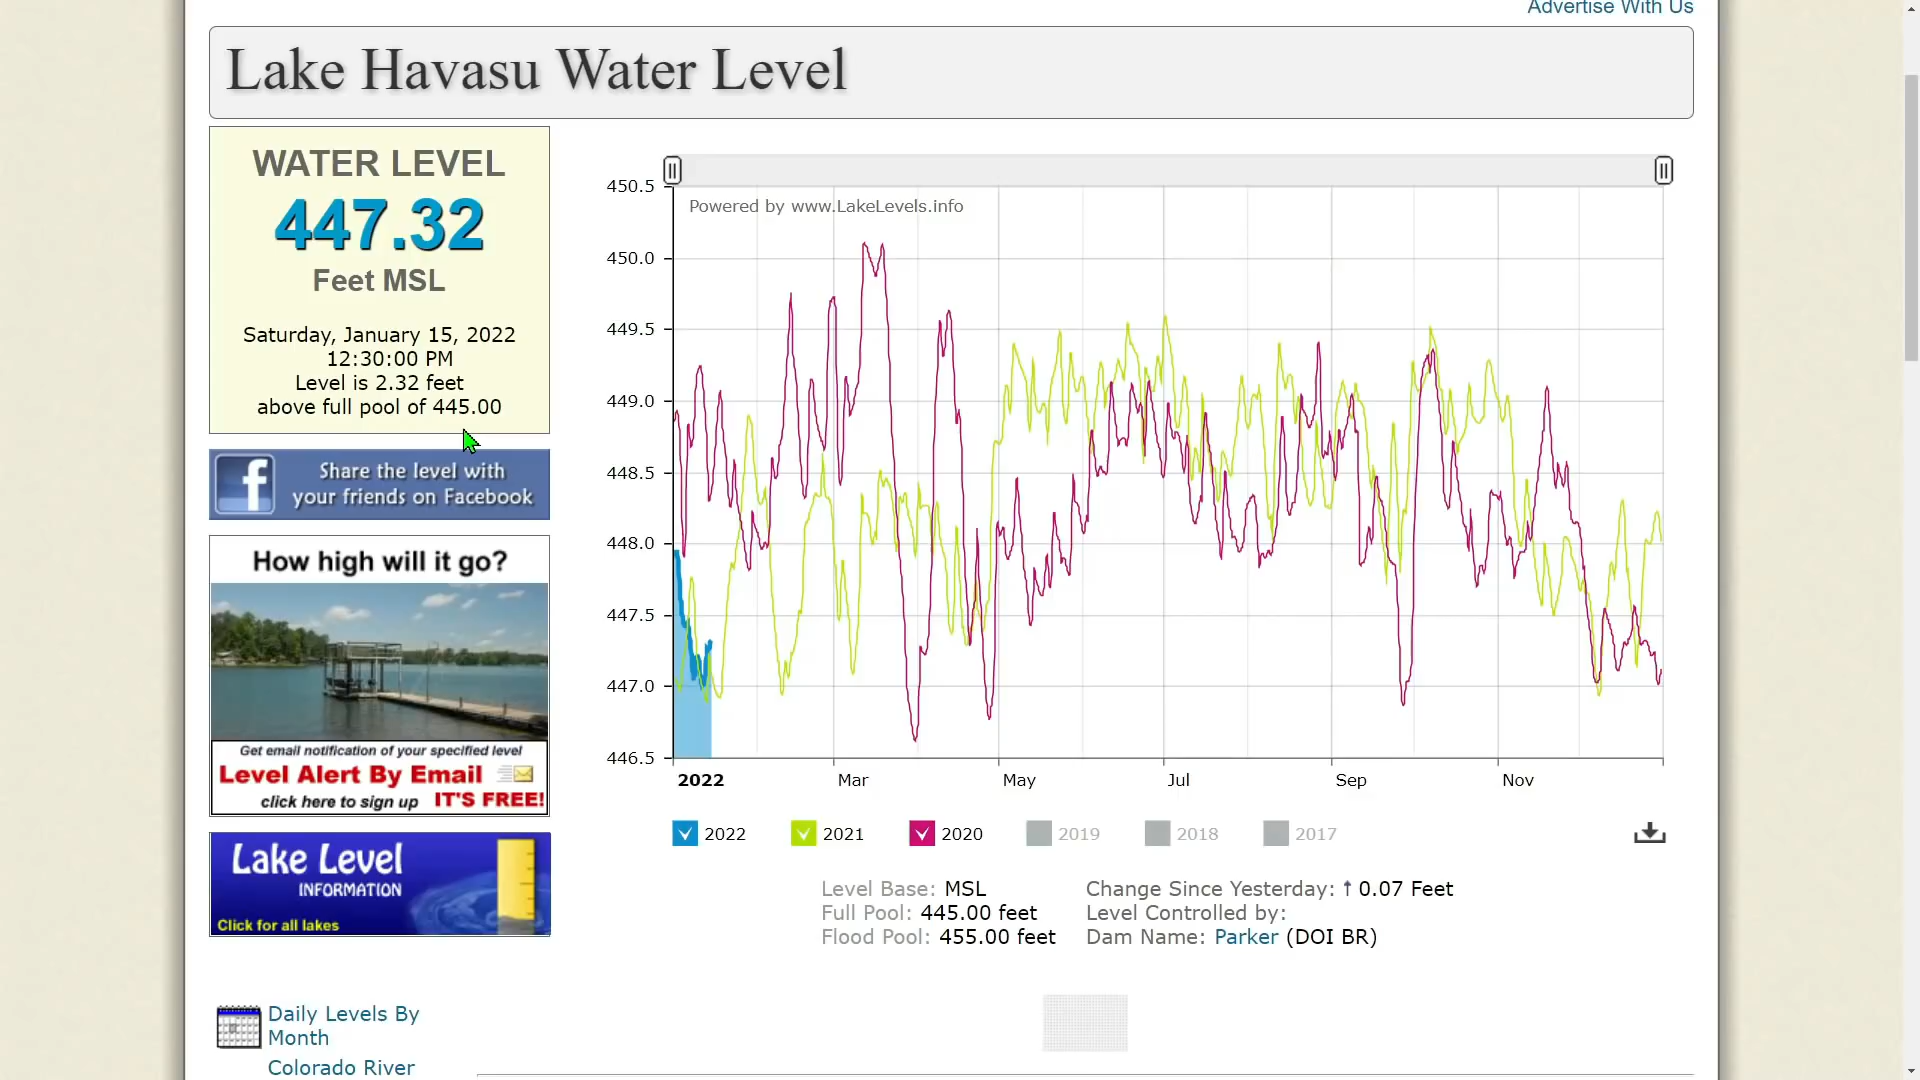 Advertise With Us
Lake Havasu Water Level
WATER LEVEL
447.32
Feet MSL
Saturday, January 15, 2022
12:30:00 PM
Level is 2.32 feet
above full pool of 445.00
Share the level with
your friends on Facebook
How high will it go?
Get email notification of your specified level
Level Alert By Email
click here to sign up IT'S FREE!
Lake Level
INFORMATION
Click for all lakes
Daily Levels By
Month
Colorado River
Powered by www.LakeLevels.info
450.5
450.0
449.5
449.0
448.5
448.0
447.5
447.0
446.5
2022 Mar May Jul Sep Nov
2022 2021 2020 2019 2018 2017
Level Base: MSL
Full Pool: 445.00 feet
Flood Pool: 455.00 feet
Change Since Yesterday: ↑ 0.07 Feet
Level Controlled by:
Dam Name: Parker (DOI BR)